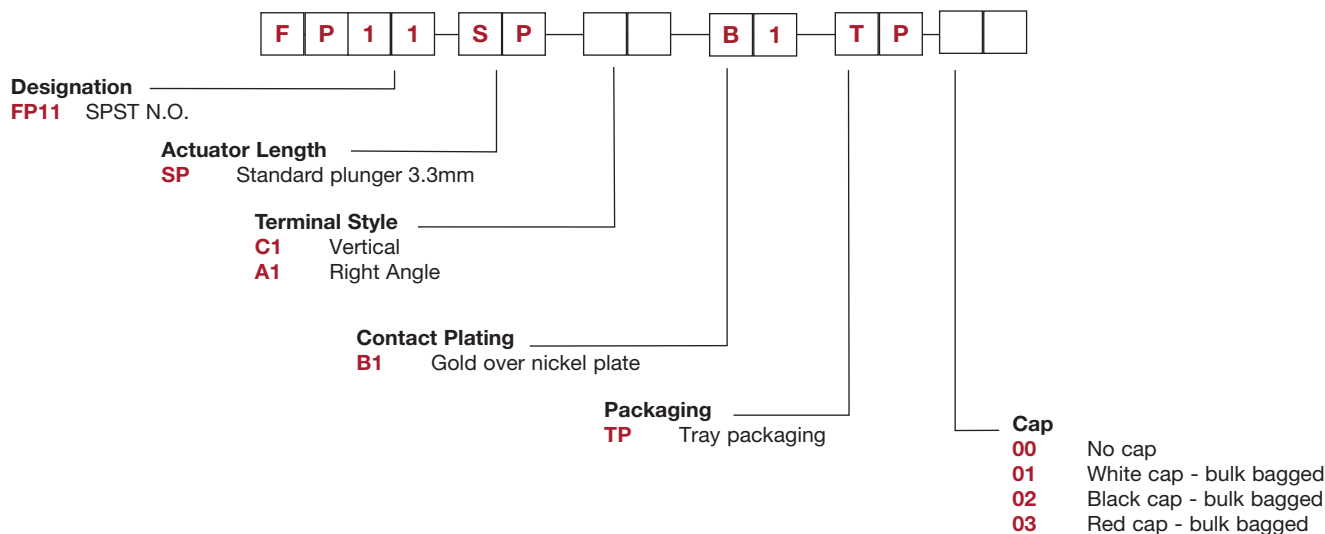 F P 1 1 S P B 1 T P
Designation
FP11 SPST N.O.
Actuator Length
SP Standard plunger 3.3mm
Terminal Style
C1 Vertical
A1 Right Angle
Contact Plating
B1 Gold over nickel plate
Packaging
TP Tray packaging
Cap
00 No cap
01 White cap - bulk bagged
02 Black cap - bulk bagged
03 Red cap - bulk bagged